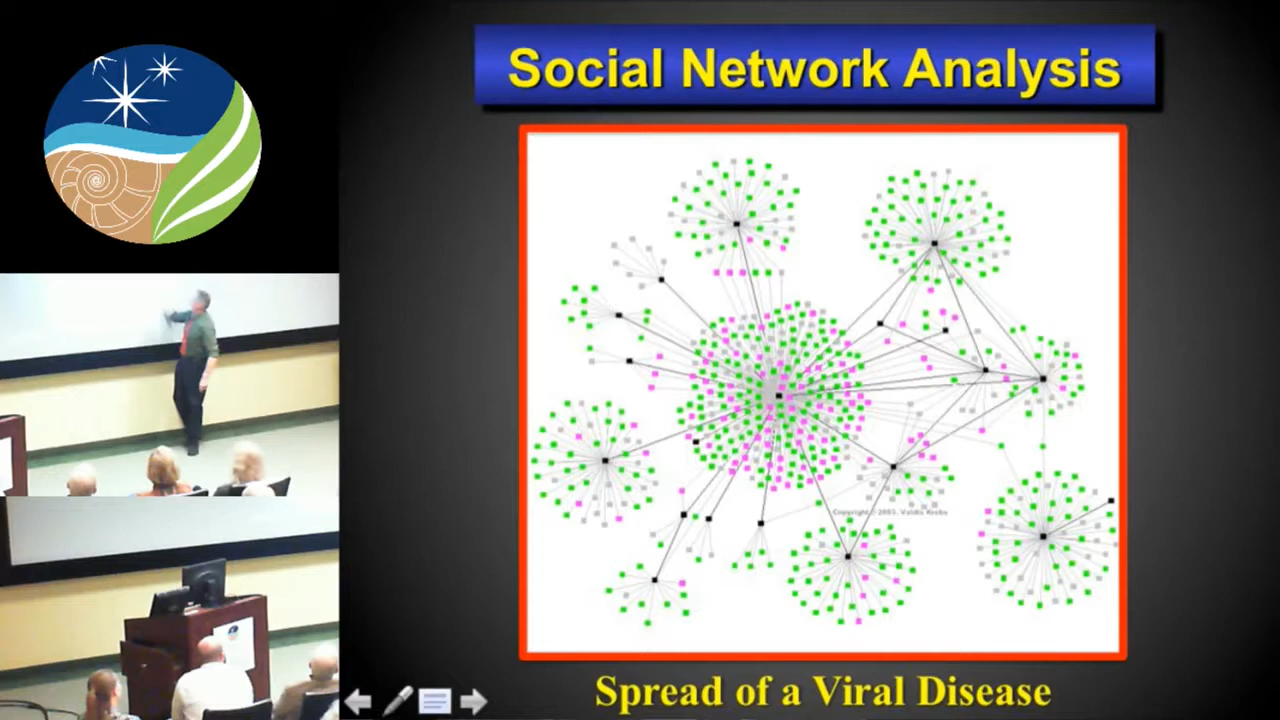 Social Network Analysis
Copyright © 2003, Valdis Krebs
Spread of a Viral Disease